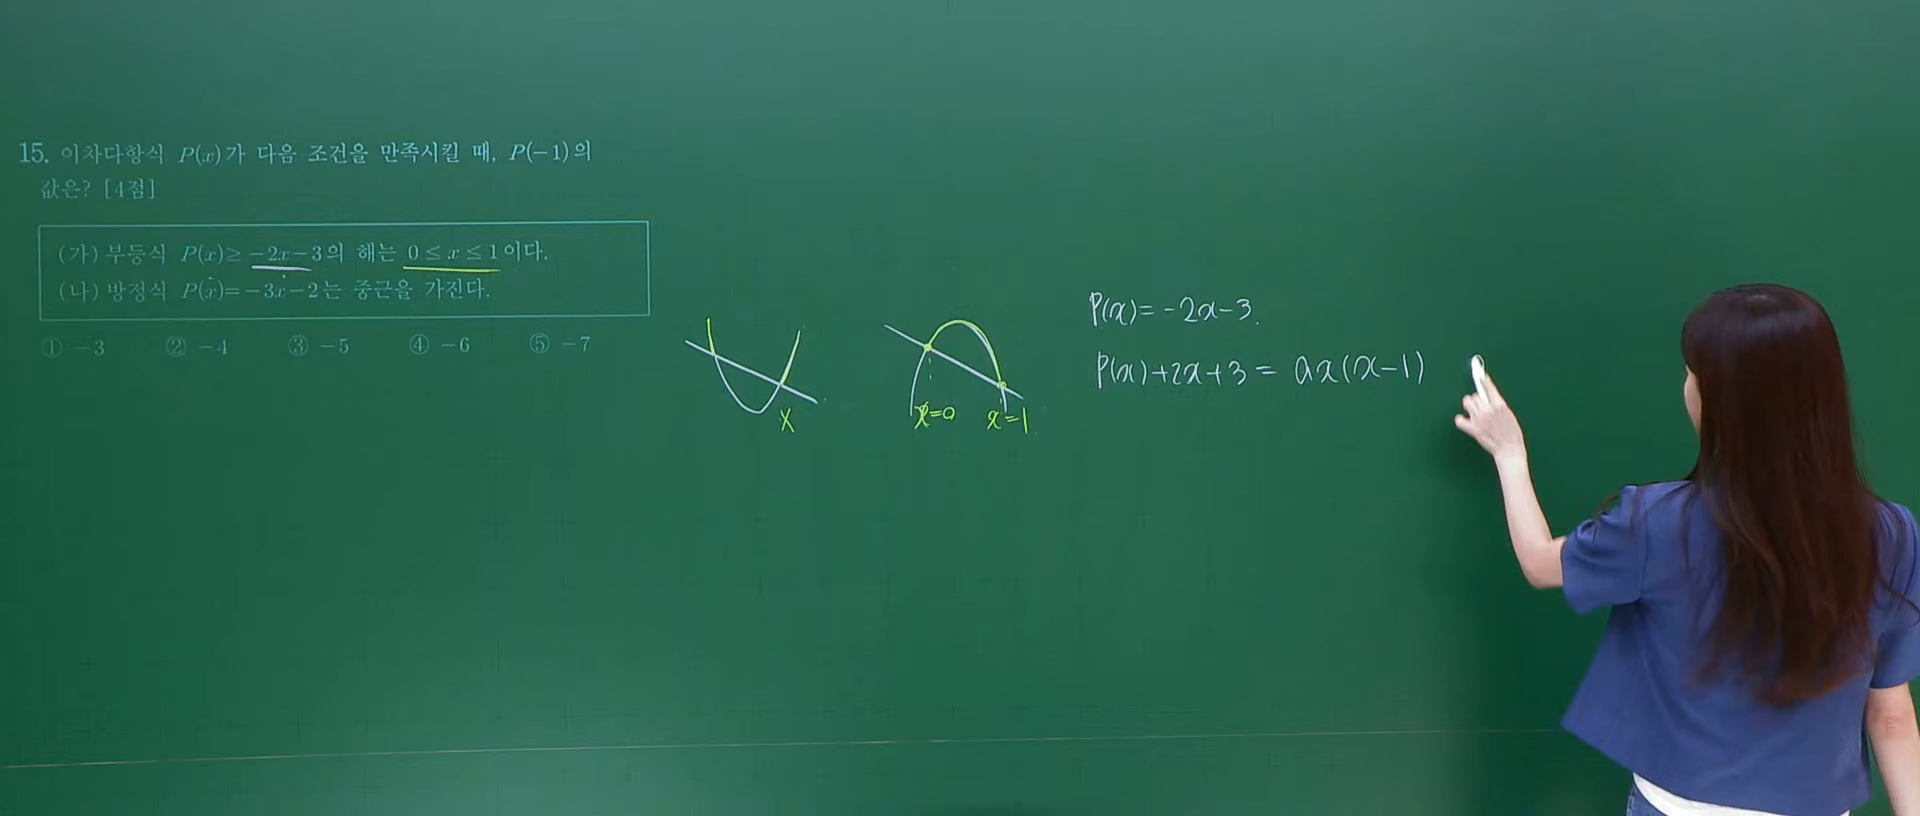 15. 이차다항식 P(x)가 다음 조건을 만족시킬 때, P(-1)의
값은? [4점]
(가) 부등식 P(x)≥-2x-3의 해는 0≤x≤1이다.
(나) 방정식 P(x)=-3x-2는 중근을 가진다.
① -3 ② -4 ③ -5 ④ -6 ⑤ -7
x=0 x=1
P(x)=-2x-3.
P(x)+2x+3=ax(x-1)